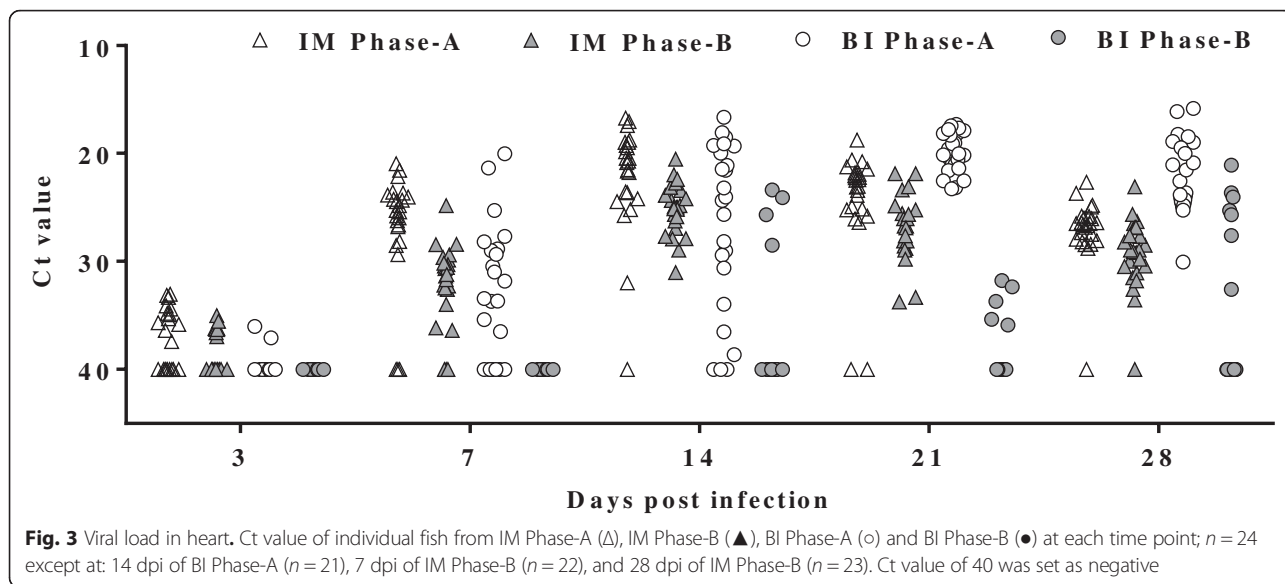 △ IM Phase-A ▲ IM Phase-B ○ BI Phase-A ● BI Phase-B
10
20
30
40
Ct value
3 7 14 21 28
Days post infection
Fig. 3 Viral load in heart. Ct value of individual fish from IM Phase-A (△), IM Phase-B (▲), BI Phase-A (○) and BI Phase-B (●) at each time point; n = 24
except at: 14 dpi of BI Phase-A (n = 21), 7 dpi of IM Phase-B (n = 22), and 28 dpi of IM Phase-B (n = 23). Ct value of 40 was set as negative